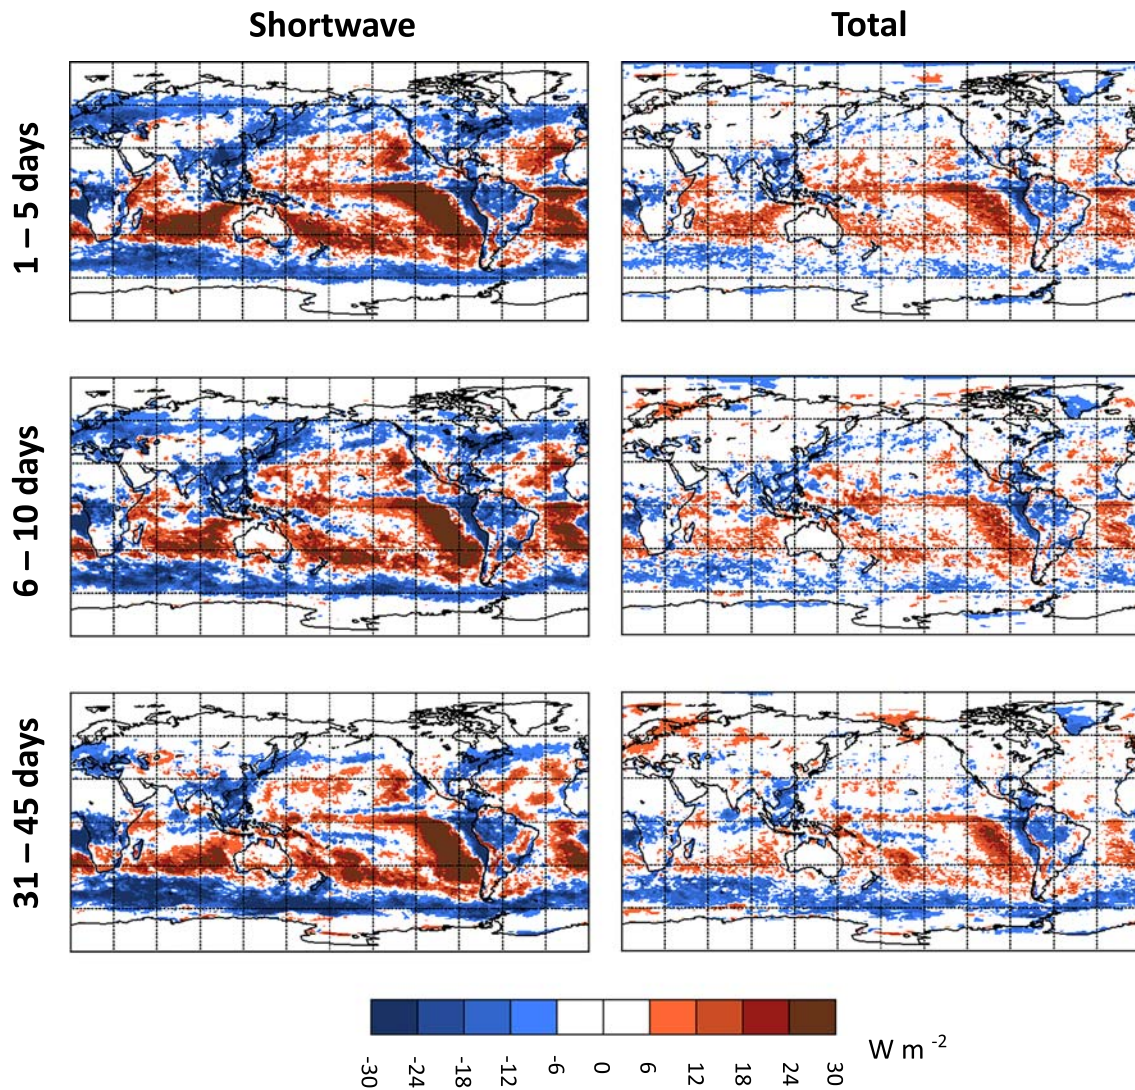 Shortwave Total
1 – 5 days
6 – 10 days
31 – 45 days
-30 -24 -18 -12 -6 0 6 12 18 24 30
W m -2